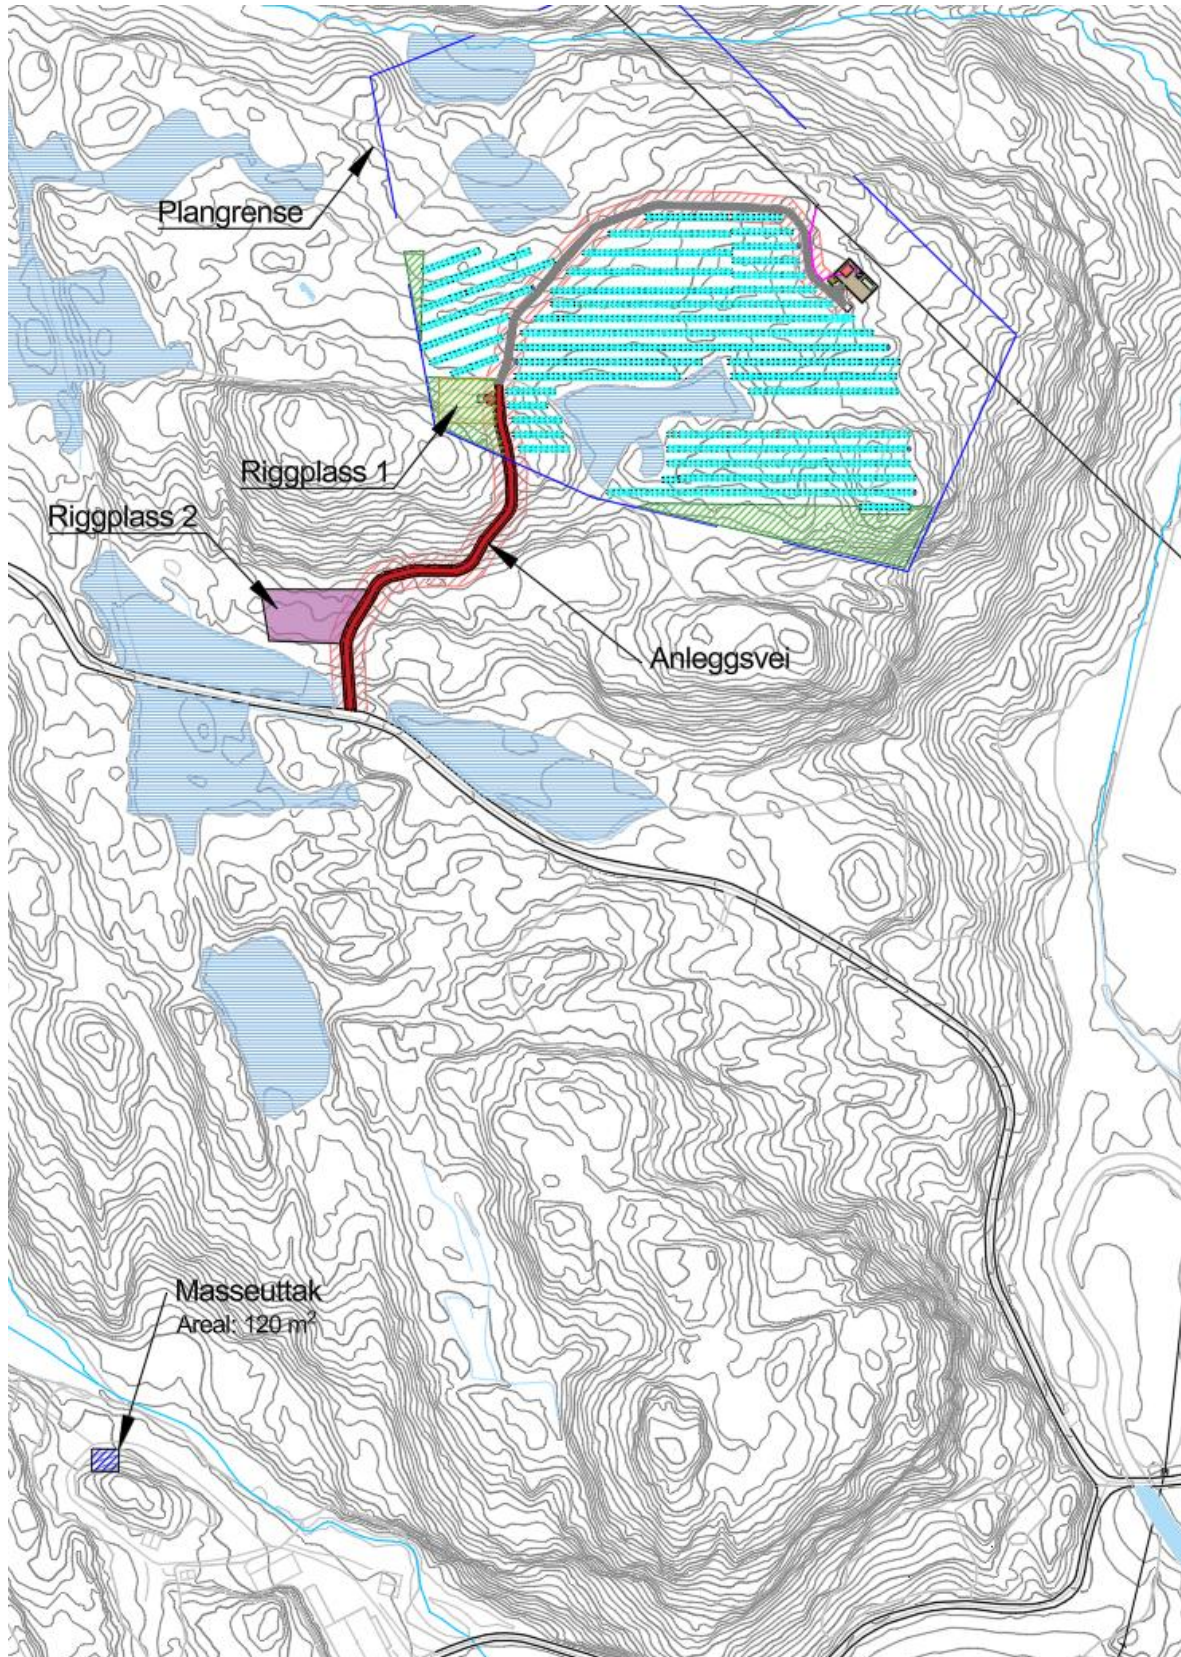 Plangrense
Riggplass 1
Riggplass 2
Anleggsvei
Masseuttak
Areal: 120 m²